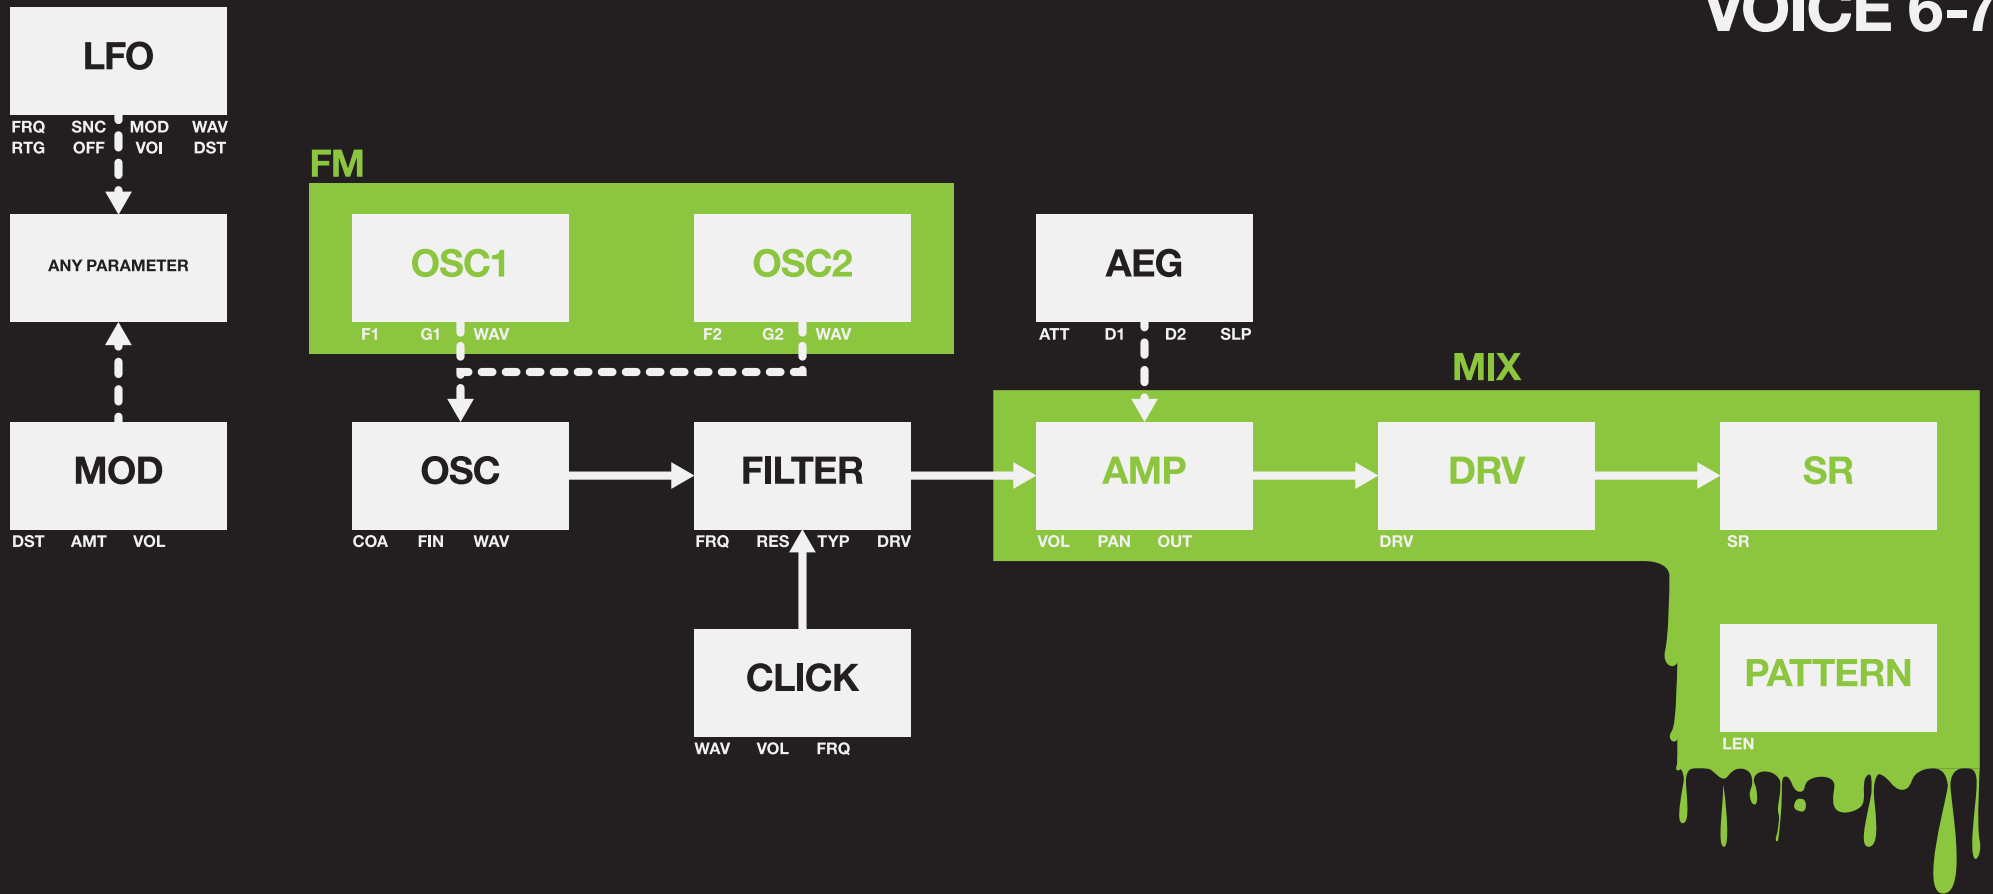 VOICE 6-7
LFO
FRQ SNC MOD WAV
RTG OFF VOI DST
ANY PARAMETER
MOD
DST AMT VOL
FM
OSC1
F1 G1 WAV
OSC2
F2 G2 WAV
AEG
ATT D1 D2 SLP
OSC
COA FIN WAV
FILTER
FRQ RES TYP DRV
CLICK
WAV VOL FRQ
MIX
AMP
VOL PAN OUT
DRV
DRV
SR
SR
PATTERN
LEN